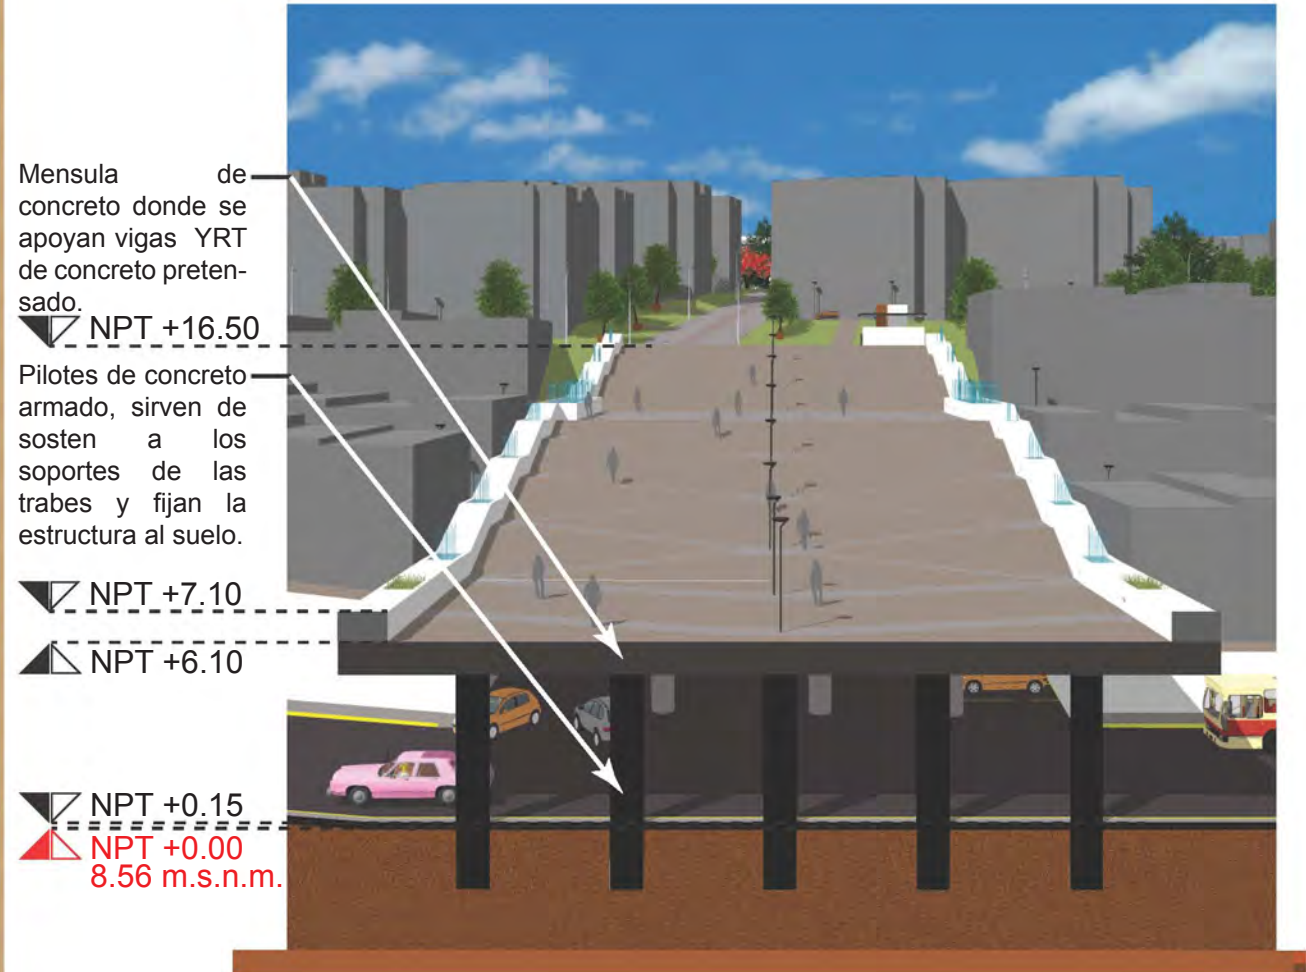 Mensula de
concreto donde se
apoyan vigas YRT
de concreto preten-
sado.
NPT +16.50
Pilotes de concreto
armado, sirven de
sosten a los
soportes de las
trabes y fijan la
estructura al suelo.
NPT +7.10
NPT +6.10
NPT +0.15
NPT +0.00
8.56 m.s.n.m.